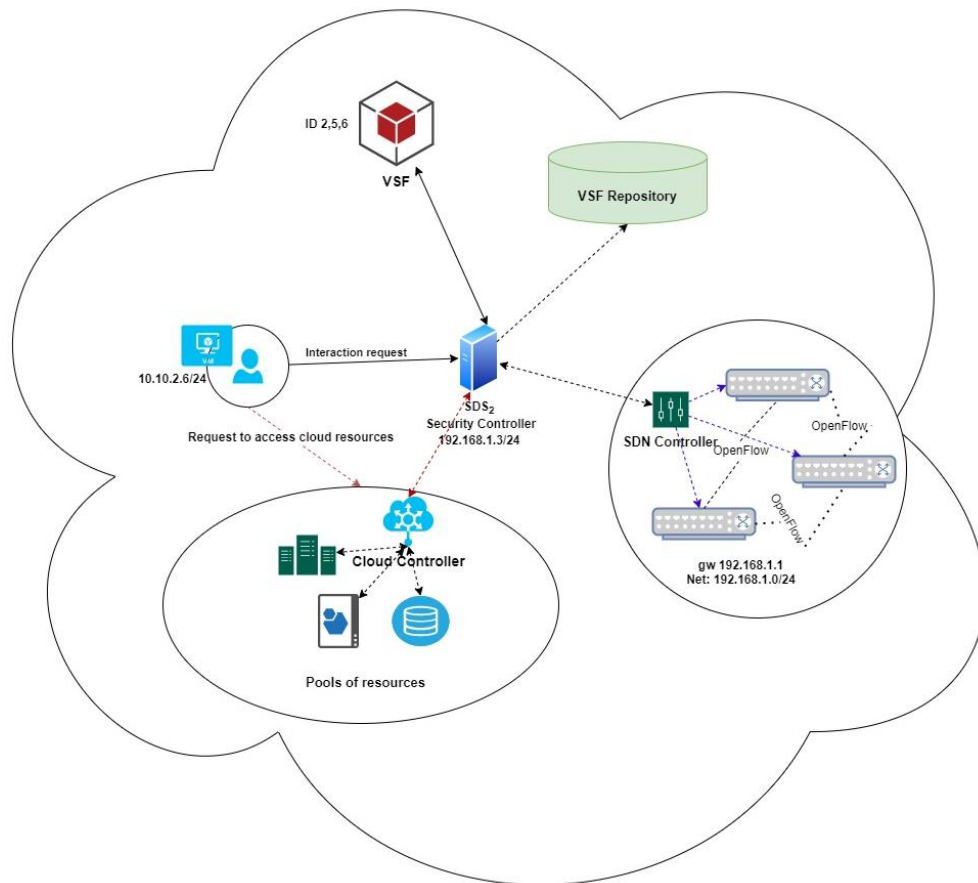 ID 2,5,6
VSF
VSF Repository
VM
10.10.2.6/24
Interaction request
SDS2
Security Controller
192.168.1.3/24
Request to access cloud resources
SDN Controller
OpenFlow
OpenFlow
OpenFlow
gw 192.168.1.1
Net: 192.168.1.0/24
Cloud Controller
Pools of resources